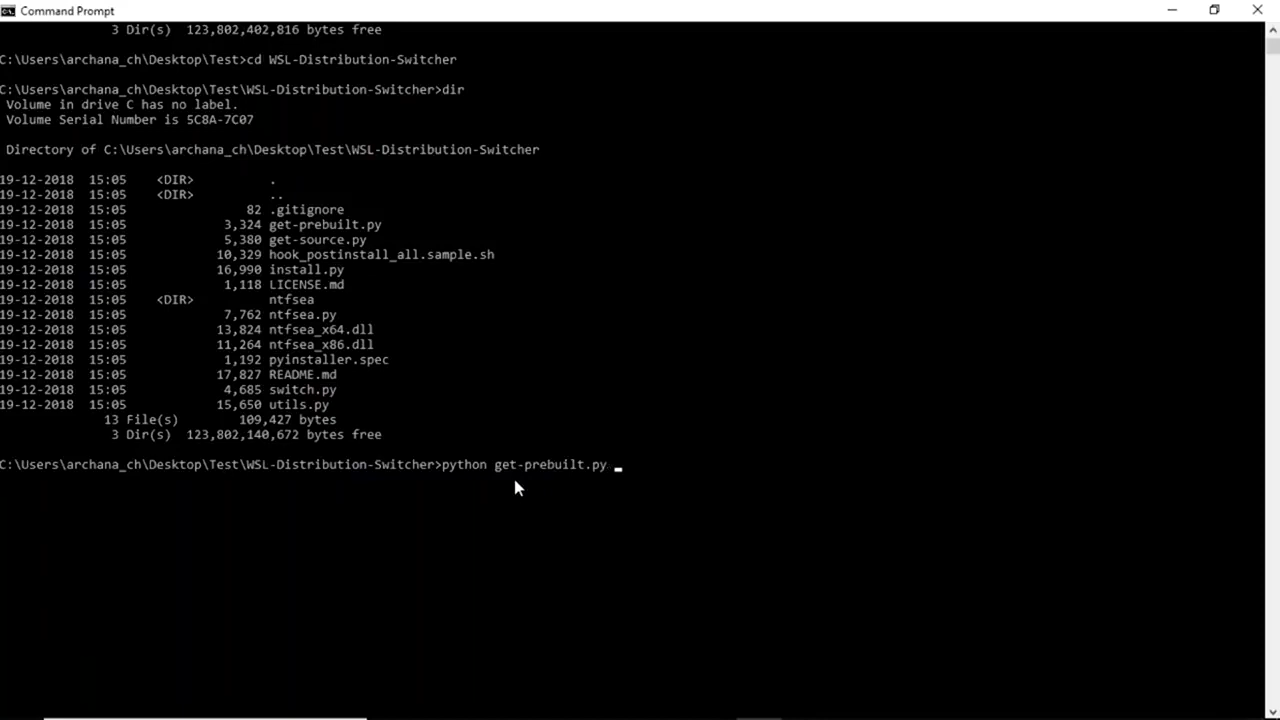 Command Prompt
3 Dir(s)  123,802,402,816 bytes free
C:\Users\archana_ch\Desktop\Test>cd WSL-Distribution-Switcher
C:\Users\archana_ch\Desktop\Test\WSL-Distribution-Switcher>dir
Volume in drive C has no label.
Volume Serial Number is 5C8A-7C07
Directory of C:\Users\archana_ch\Desktop\Test\WSL-Distribution-Switcher
19-12-2018  15:05    <DIR>          .
19-12-2018  15:05    <DIR>          ..
19-12-2018  15:05                82 .gitignore
19-12-2018  15:05             3,324 get-prebuilt.py
19-12-2018  15:05             5,380 get-source.py
19-12-2018  15:05            10,329 hook_postinstall_all.sample.sh
19-12-2018  15:05            16,990 install.py
19-12-2018  15:05             1,118 LICENSE.md
19-12-2018  15:05    <DIR>          ntfsea
19-12-2018  15:05             7,762 ntfsea.py
19-12-2018  15:05            13,824 ntfsea_x64.dll
19-12-2018  15:05            11,264 ntfsea_x86.dll
19-12-2018  15:05             1,192 pyinstaller.spec
19-12-2018  15:05            17,827 README.md
19-12-2018  15:05             4,685 switch.py
19-12-2018  15:05            15,650 utils.py
13 File(s)        109,427 bytes
3 Dir(s)  123,802,140,672 bytes free
C:\Users\archana_ch\Desktop\Test\WSL-Distribution-Switcher>python get-prebuilt.py _